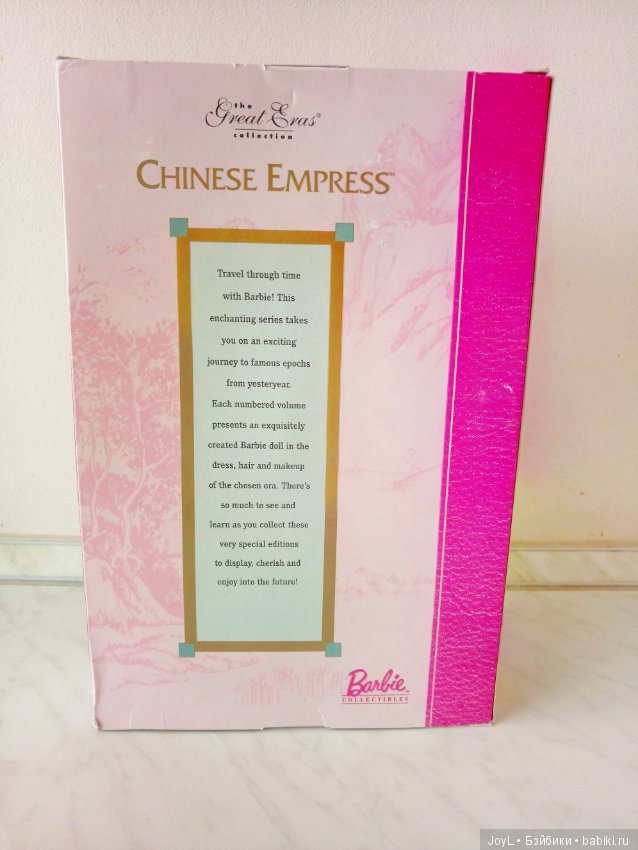 the
Great Eras®
collection
CHINESE EMPRESS™
Travel through time
with Barbie! This
enchanting series takes
you on an exciting
journey to famous epochs
from yesteryear.
Each numbered volume
presents an exquisitely
created Barbie doll in the
dress, hair and makeup
of the chosen era. There's
so much to see and
learn as you collect these
very special editions
to display, cherish and
enjoy into the future!
Barbie™
COLLECTIBLES
JoyL • Бэйбики • babiki.ru